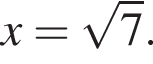 x = √7.